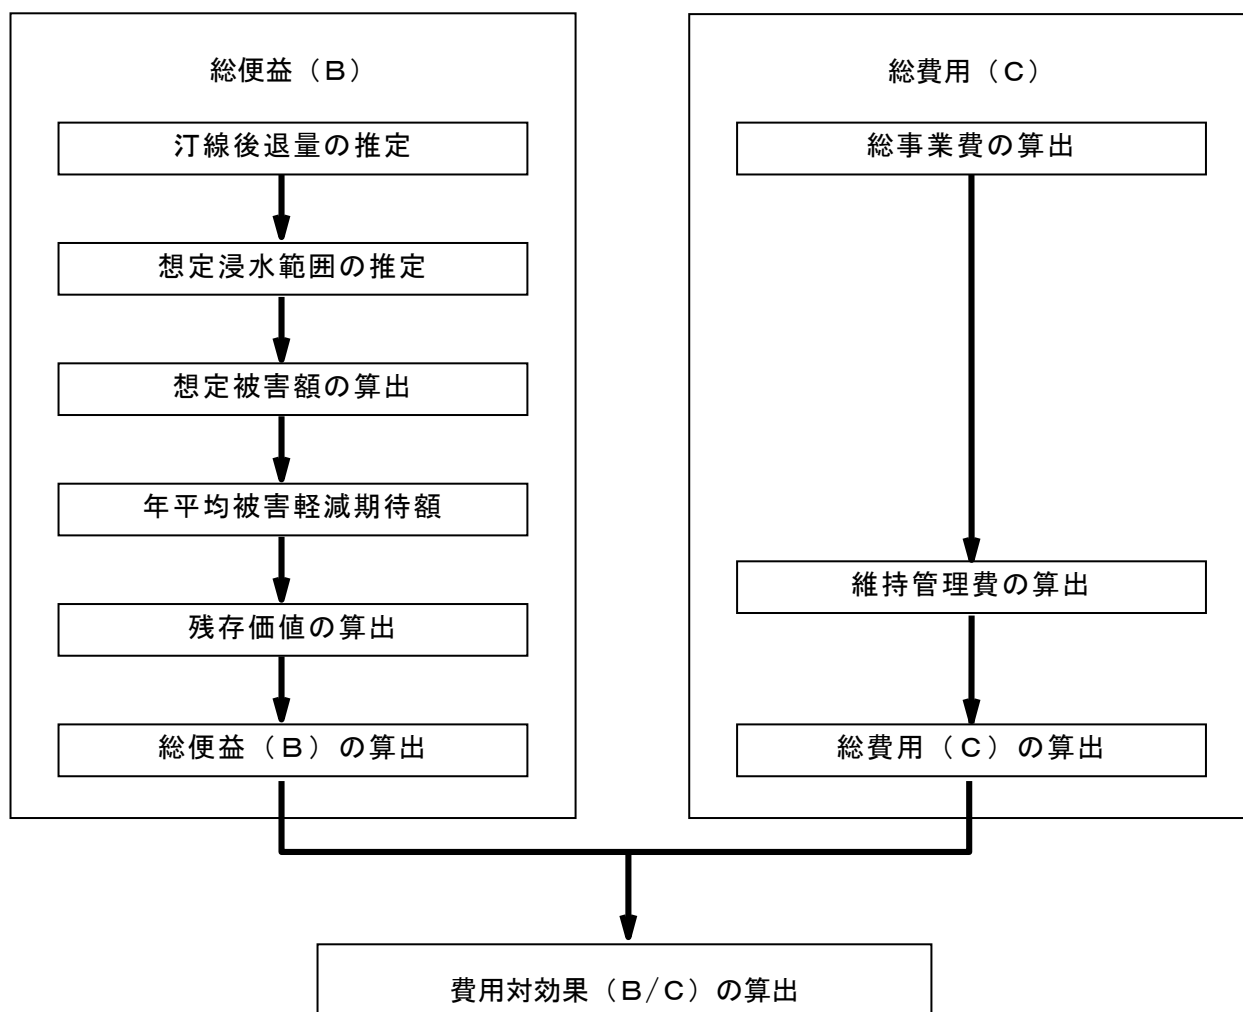 総便益（Ｂ）
汀線後退量の推定
想定浸水範囲の推定
想定被害額の算出
年平均被害軽減期待額
残存価値の算出
総便益（Ｂ）の算出
総費用（Ｃ）
総事業費の算出
維持管理費の算出
総費用（Ｃ）の算出
費用対効果（Ｂ/Ｃ）の算出